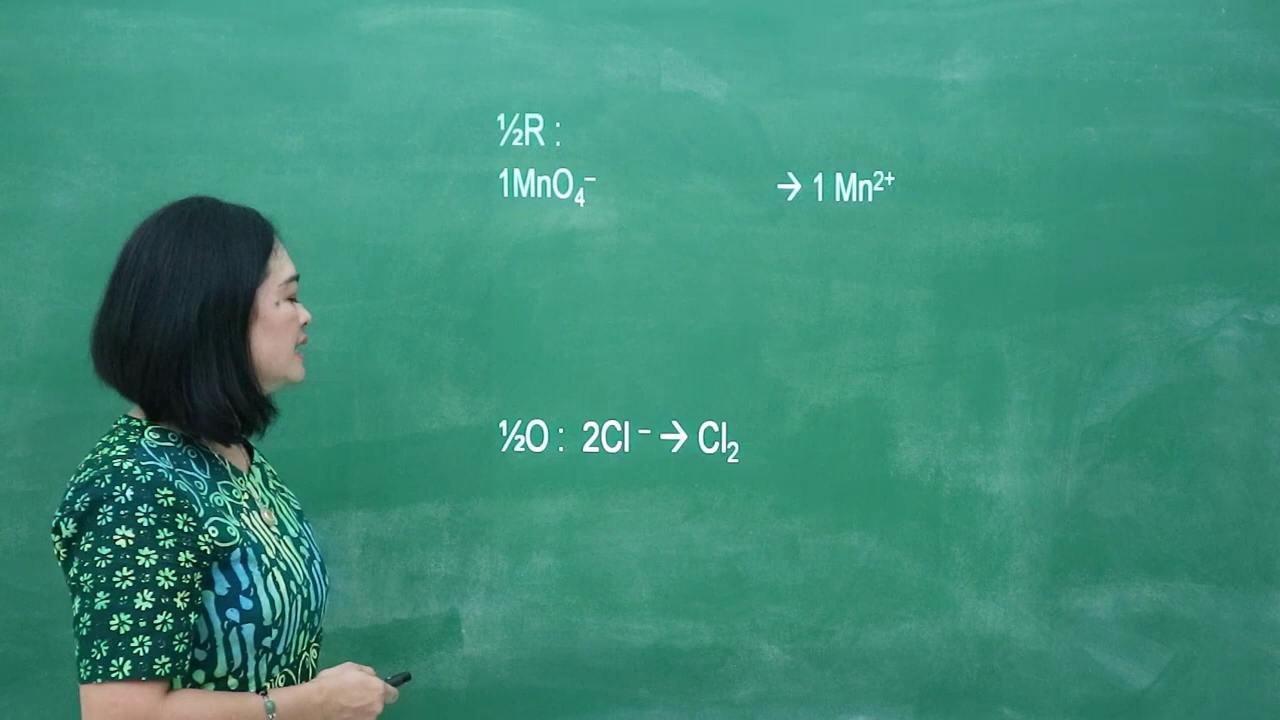 ½R :
1MnO₄⁻ → 1 Mn²⁺
½O : 2Cl⁻ → Cl₂